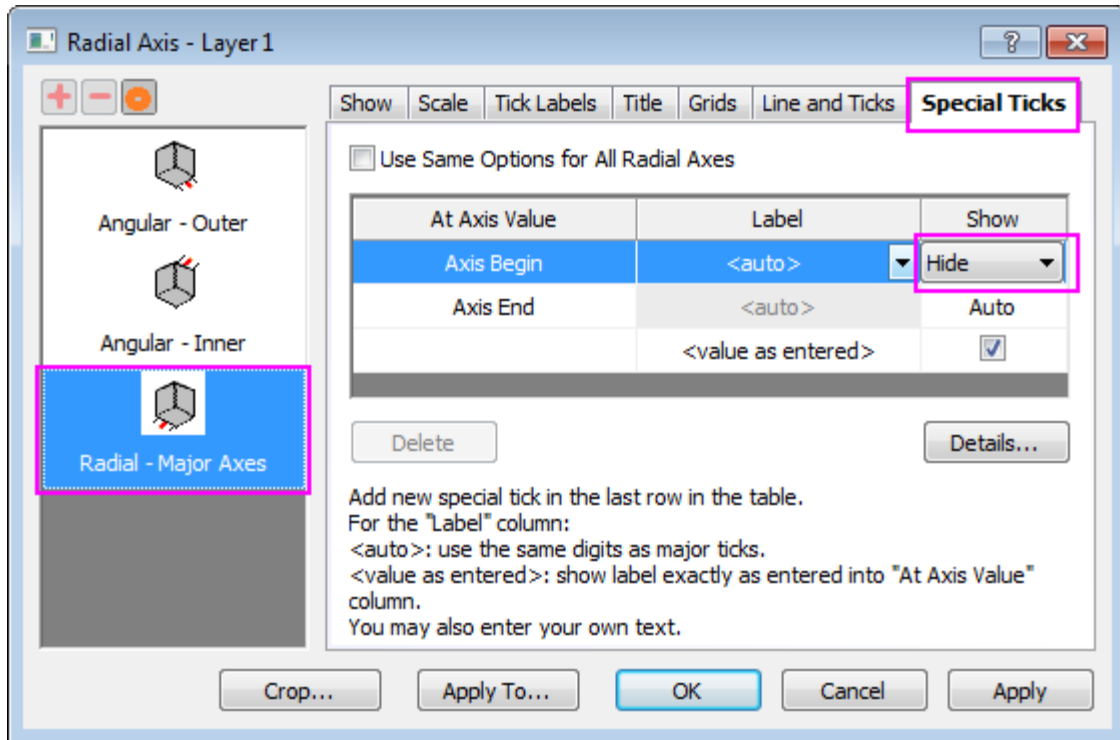 Radial Axis - Layer 1
Show Scale Tick Labels Title Grids Line and Ticks Special Ticks
Angular - Outer
Angular - Inner
Radial - Major Axes
Use Same Options for All Radial Axes
At Axis Value Label Show
Axis Begin <auto> Hide
Axis End <auto> Auto
<value as entered>
Delete Details...
Add new special tick in the last row in the table.
For the "Label" column:
<auto>: use the same digits as major ticks.
<value as entered>: show label exactly as entered into "At Axis Value"
column.
You may also enter your own text.
Crop... Apply To... OK Cancel Apply